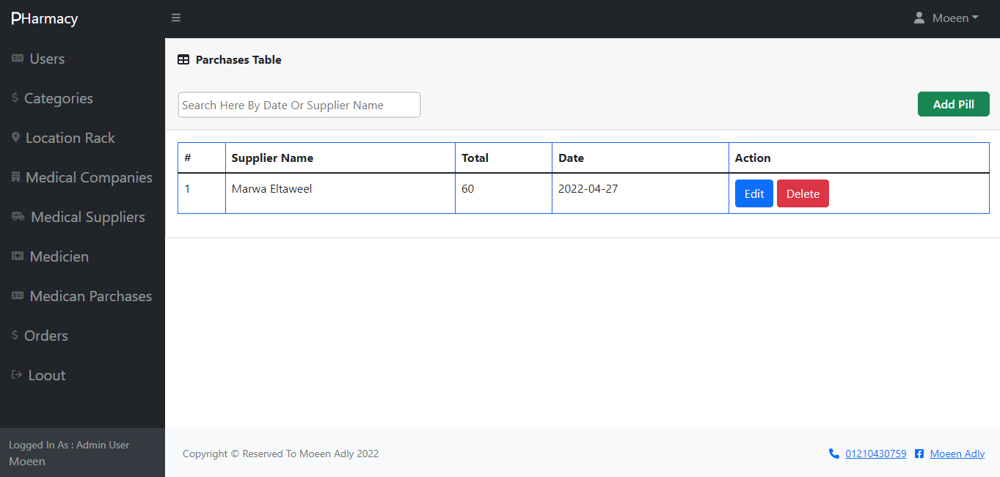 PHarmacy
Moeen
Users
Categories
Location Rack
Medical Companies
Medical Suppliers
Medicien
Medican Parchases
Orders
Loout
Logged In As : Admin User
Moeen
Parchases Table
Search Here By Date Or Supplier Name
Add Pill
# Supplier Name Total Date Action
1 Marwa Eltaweel 60 2022-04-27 Edit Delete
Copyright © Reserved To Moeen Adly 2022
01210430759 Moeen Adly